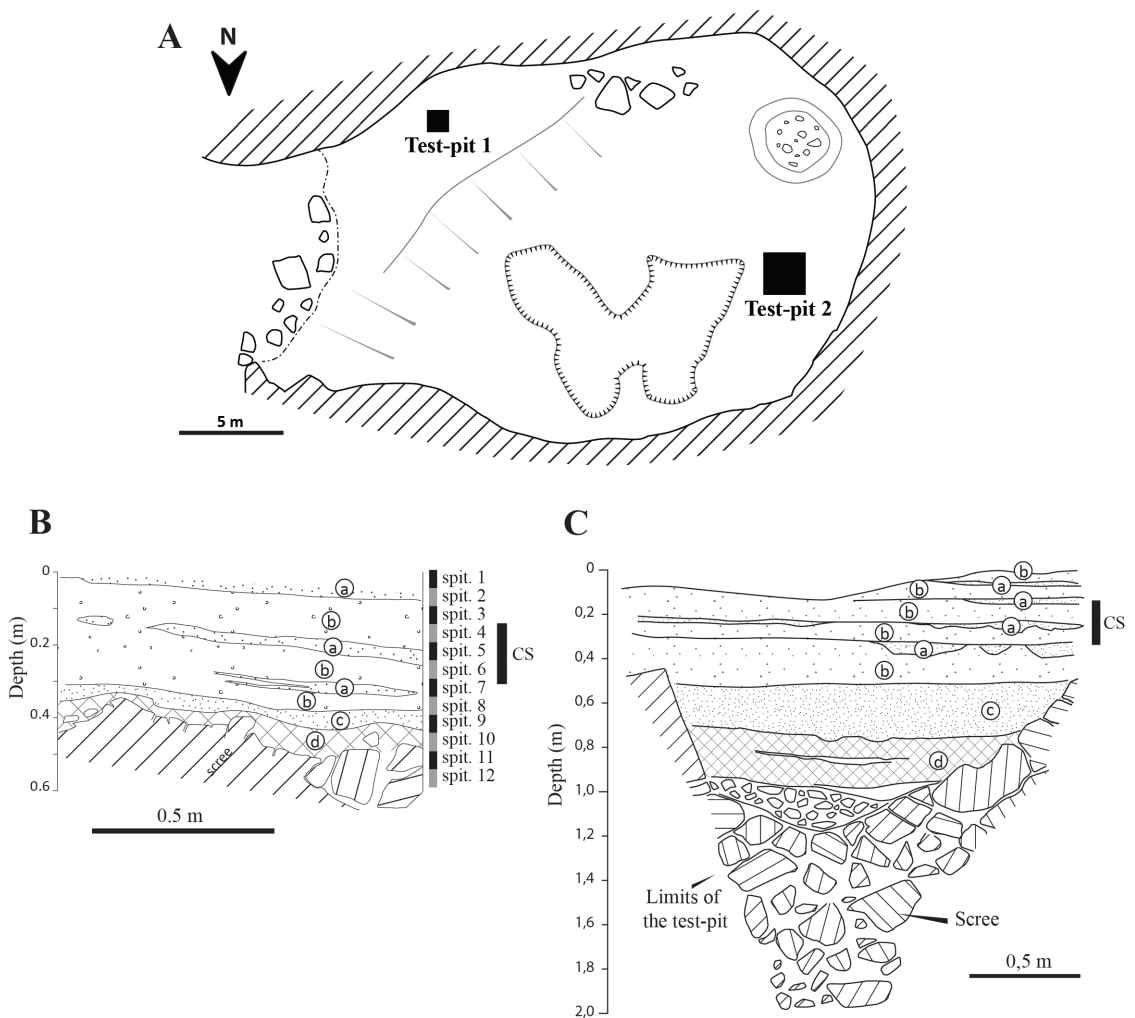 A
N
Test-pit 1
Test-pit 2
5 m
B
0
0.2
0.4
0.6
Depth (m)
a
b
a
b
a
b
c
d
scree
spit. 1
spit. 2
spit. 3
spit. 4
spit. 5
spit. 6
spit. 7
spit. 8
spit. 9
spit. 10
spit. 11
spit. 12
CS
0.5 m
C
0
0,2
0,4
0,6
0,8
1,0
1,2
1,4
1,6
1,8
2,0
Depth (m)
b
a
b
a
b
a
b
a
b
c
d
CS
Limits of
the test-pit
Scree
0,5 m